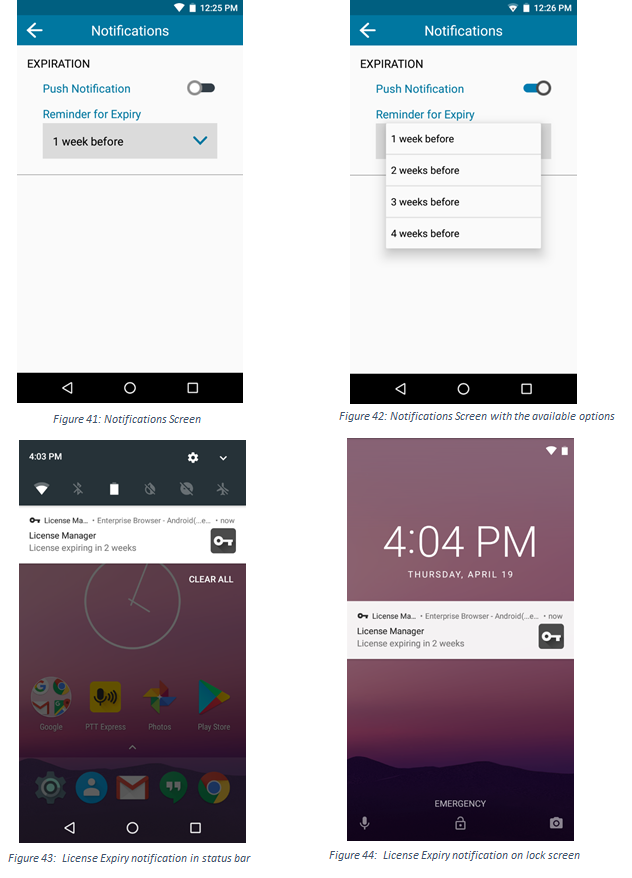 12:25 PM
Notifications
EXPIRATION
Push Notification
Reminder for Expiry
1 week before
Figure 41: Notifications Screen
12:26 PM
Notifications
EXPIRATION
Push Notification
Reminder for Expiry
1 week before
2 weeks before
3 weeks before
4 weeks before
Figure 42: Notifications Screen with the available options
4:03 PM
License Ma... • Enterprise Browser - Android(...e... • now
License Manager
License expiring in 2 weeks
CLEAR ALL
Google PTT Express Photos Play Store
Figure 43: License Expiry notification in status bar
4:04 PM
THURSDAY, APRIL 19
License Ma... • Enterprise Browser - Android(...e... • now
License Manager
License expiring in 2 weeks
EMERGENCY
Figure 44: License Expiry notification on lock screen